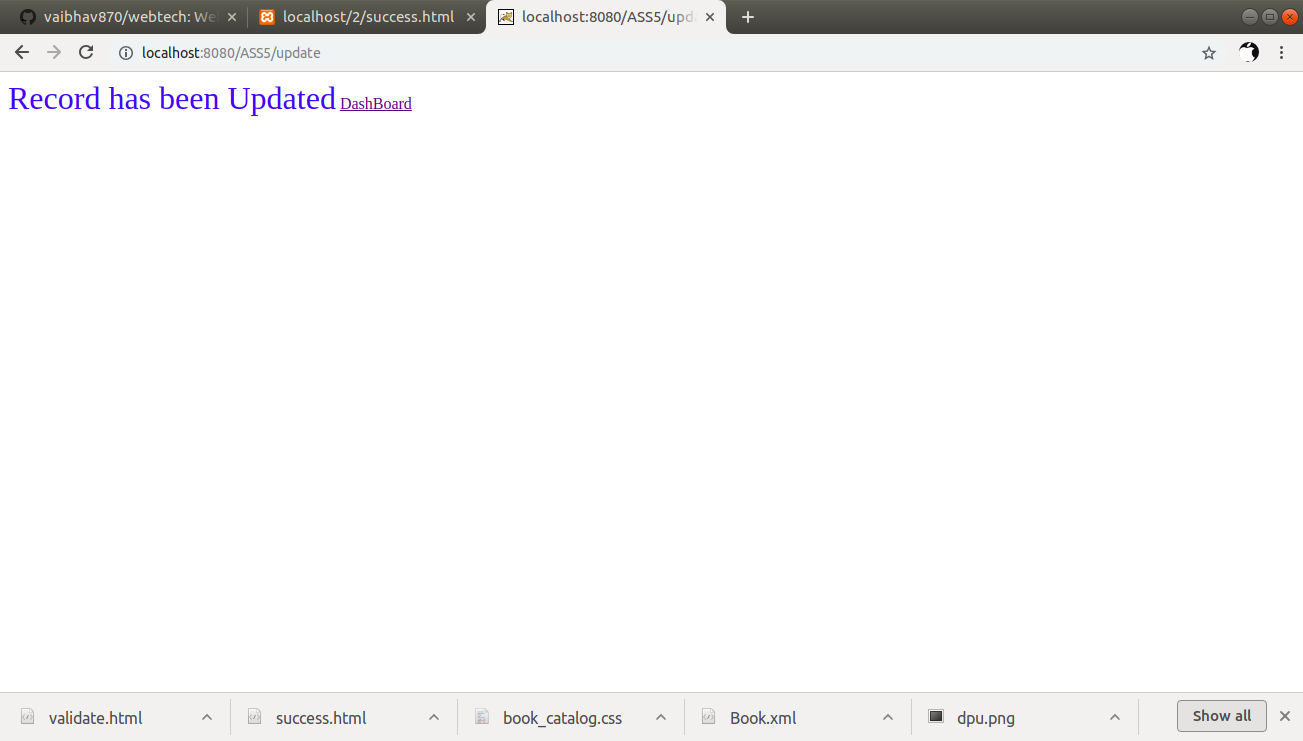 vaibhav870/webtech: We
localhost/2/success.html
localhost:8080/ASS5/upd
localhost:8080/ASS5/update
Record has been Updated DashBoard
validate.html
success.html
book_catalog.css
Book.xml
dpu.png
Show all